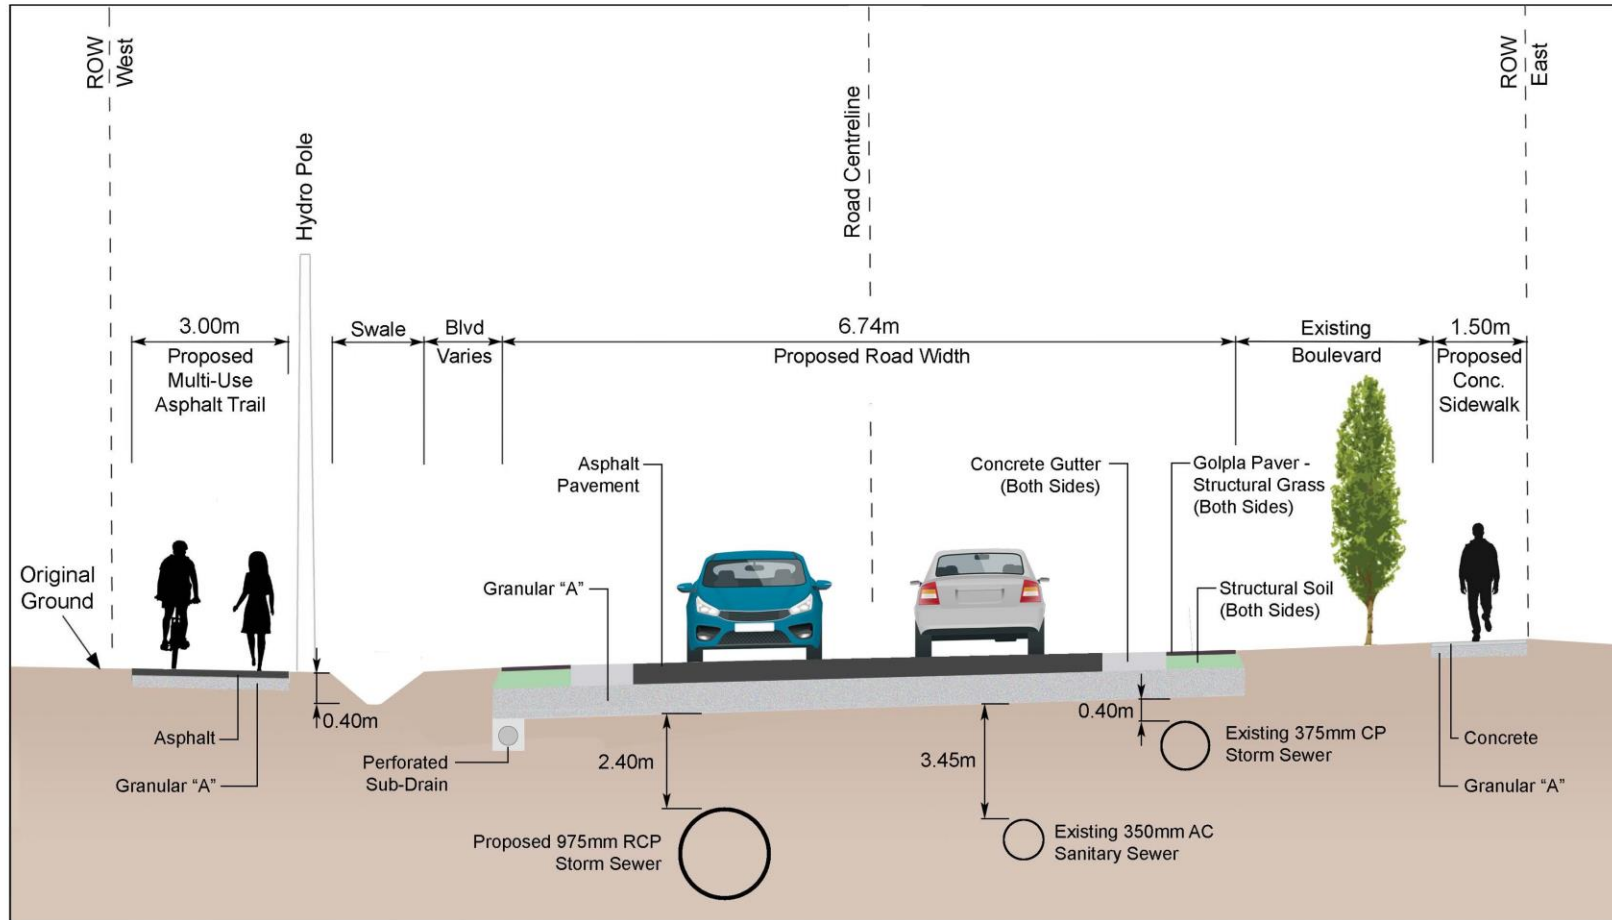 ROW
West
Hydro Pole
Road Centreline
ROW
East
3.00m
Proposed
Multi-Use
Asphalt Trail
Swale
Blvd
Varies
6.74m
Proposed Road Width
Existing
Boulevard
1.50m
Proposed
Conc.
Sidewalk
Asphalt
Pavement
Concrete Gutter
(Both Sides)
Golpla Paver -
Structural Grass
(Both Sides)
Original
Ground
Granular “A”
Structural Soil
(Both Sides)
0.40m
Asphalt
Granular “A”
Perforated
Sub-Drain
2.40m
3.45m
0.40m
Existing 375mm CP
Storm Sewer
Concrete
Granular “A”
Proposed 975mm RCP
Storm Sewer
Existing 350mm AC
Sanitary Sewer